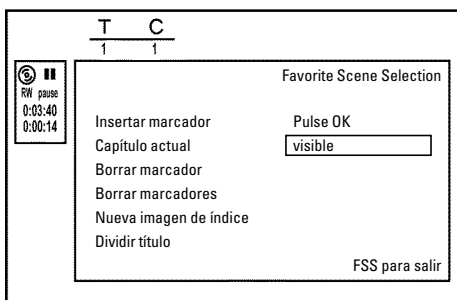 T C
1 1
RW pause
0:03:40
0:00:14
Favorite Scene Selection
Insertar marcador Pulse OK
Capítulo actual visible
Borrar marcador
Borrar marcadores
Nueva imagen de índice
Dividir título
FSS para salir